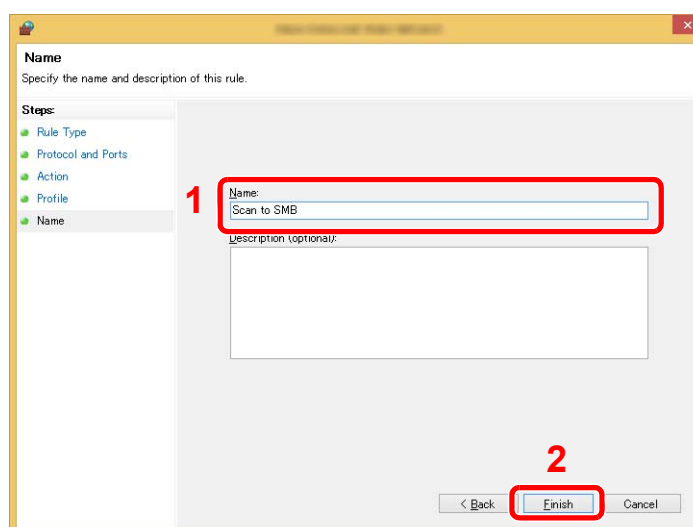 Name
Specify the name and description of this rule.
Steps:
Rule Type
Protocol and Ports
Action
Profile
Name
1
Name:
Scan to SMB
Description (optional):
2
< Back
Finish
Cancel